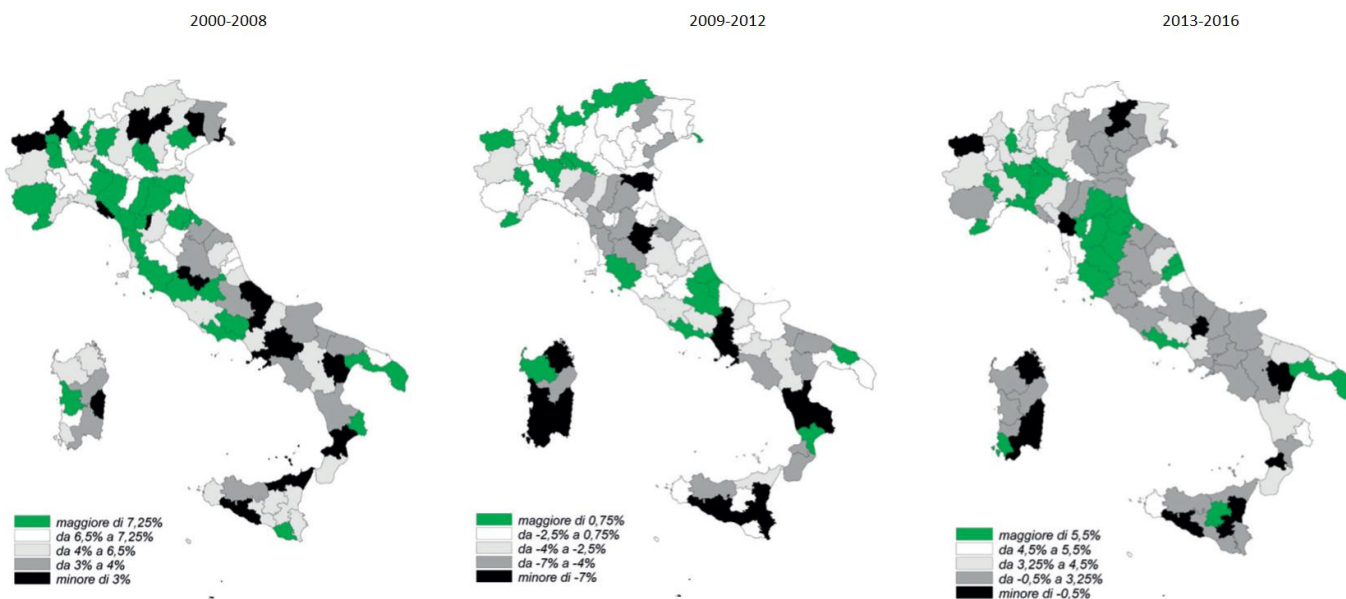 2000-2008
2009-2012
2013-2016
maggiore di 7,25%
da 6,5% a 7,25%
da 4% a 6,5%
da 3% a 4%
minore di 3%
maggiore di 0,75%
da -2,5% a 0,75%
da -4% a -2,5%
da -7% a -4%
minore di -7%
maggiore di 5,5%
da 4,5% a 5,5%
da 3,25% a 4,5%
da -0,5% a 3,25%
minore di -0,5%